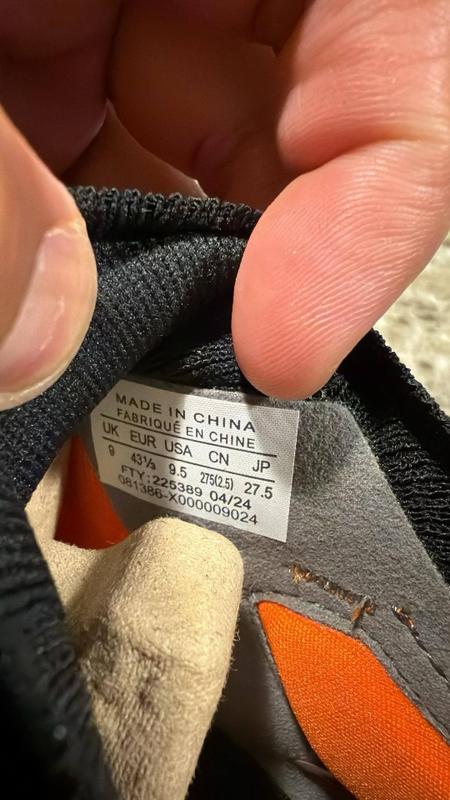 MADE IN CHINA
FABRIQUÉ EN CHINE
UK EUR USA CN JP
9 43⅓ 9.5 275(2.5) 27.5
FTY:225389 04/24
081386-X000009024